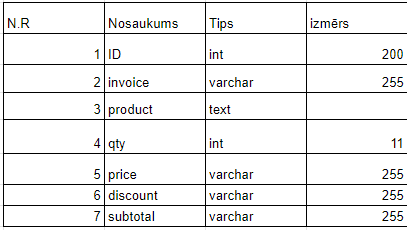 N.R Nosaukums Tips izmērs
1 ID int 200
2 invoice varchar 255
3 product text
4 qty int 11
5 price varchar 255
6 discount varchar 255
7 subtotal varchar 255